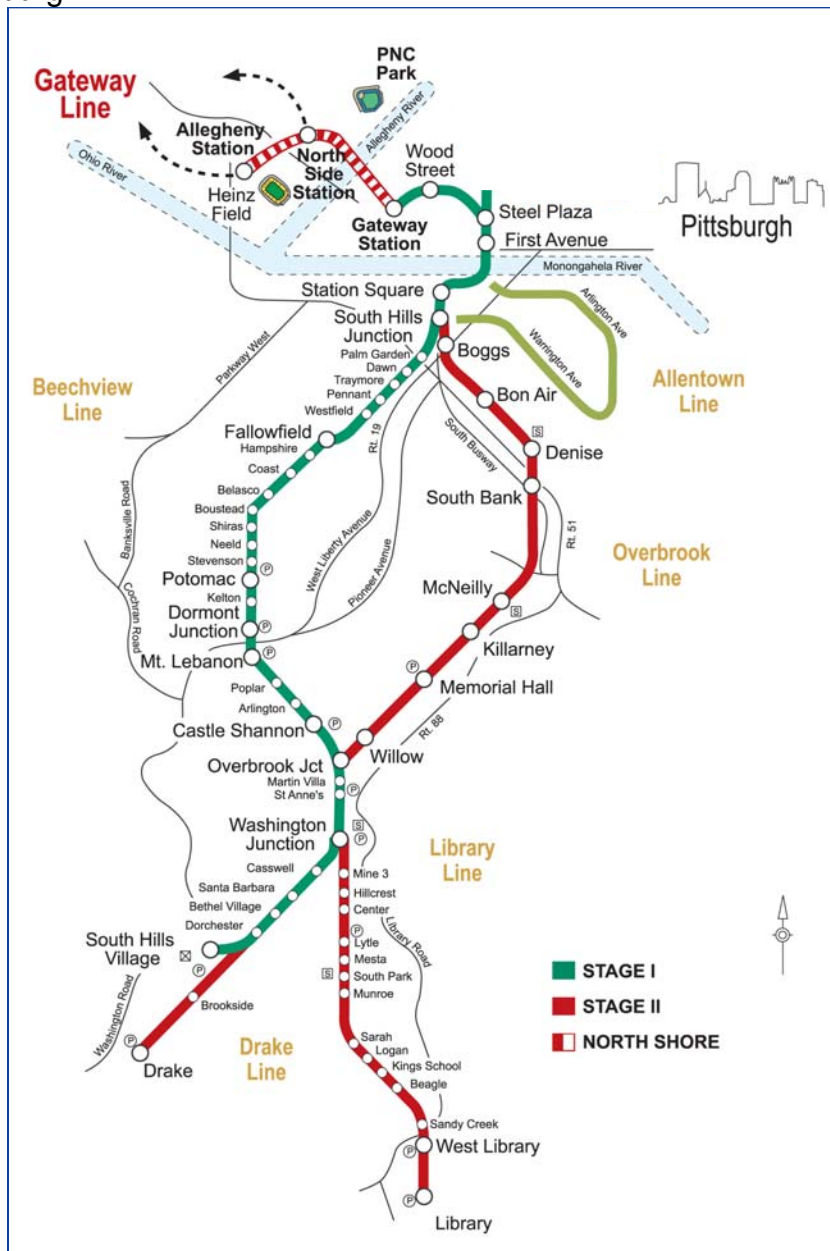 PNC
Park
Gateway
Line
Allegheny River
Allegheny
Station
North
Side
Station
Wood
Street
Ohio River
Heinz
Field
Gateway
Station
Steel Plaza
Pittsburgh
First Avenue
Monongahela River
Station Square
Arlington Ave
South Hills
Junction
Warrington Ave
Palm Garden
Boggs
Dawn
Traymore
Pennant
Westfield
Parkway West
Beechview
Line
Allentown
Line
Bon Air
Rt. 19
Fallowfield
Hampshire
South Busway
S
Denise
Coast
Belasco
South Bank
Banksville Road
Boustead
Shiras
Neeld
Stevenson
West Liberty Avenue
Pioneer Avenue
Rt. 51
Overbrook
Line
Potomac
P
Kelton
McNeilly
S
Cochran Road
Dormont
Junction
P
Killarney
Mt. Lebanon
P
P
Memorial Hall
Poplar
Arlington
Rt. 88
Castle Shannon
P
Willow
Overbrook Jct
Martin Villa
St Anne's
P
Washington
Junction
S
P
Library
Line
Casswell
Mine 3
Santa Barbara
Hillcrest
Bethel Village
Center
Dorchester
P
Library Road
South Hills
Village
Lytle
Mesta
P
S
South Park
STAGE I
Munroe
Brookside
STAGE II
Washington Road
P
Drake
Drake
Line
Sarah
Logan
Kings School
Beagle
NORTH SHORE
Sandy Creek
P
West Library
P
Library